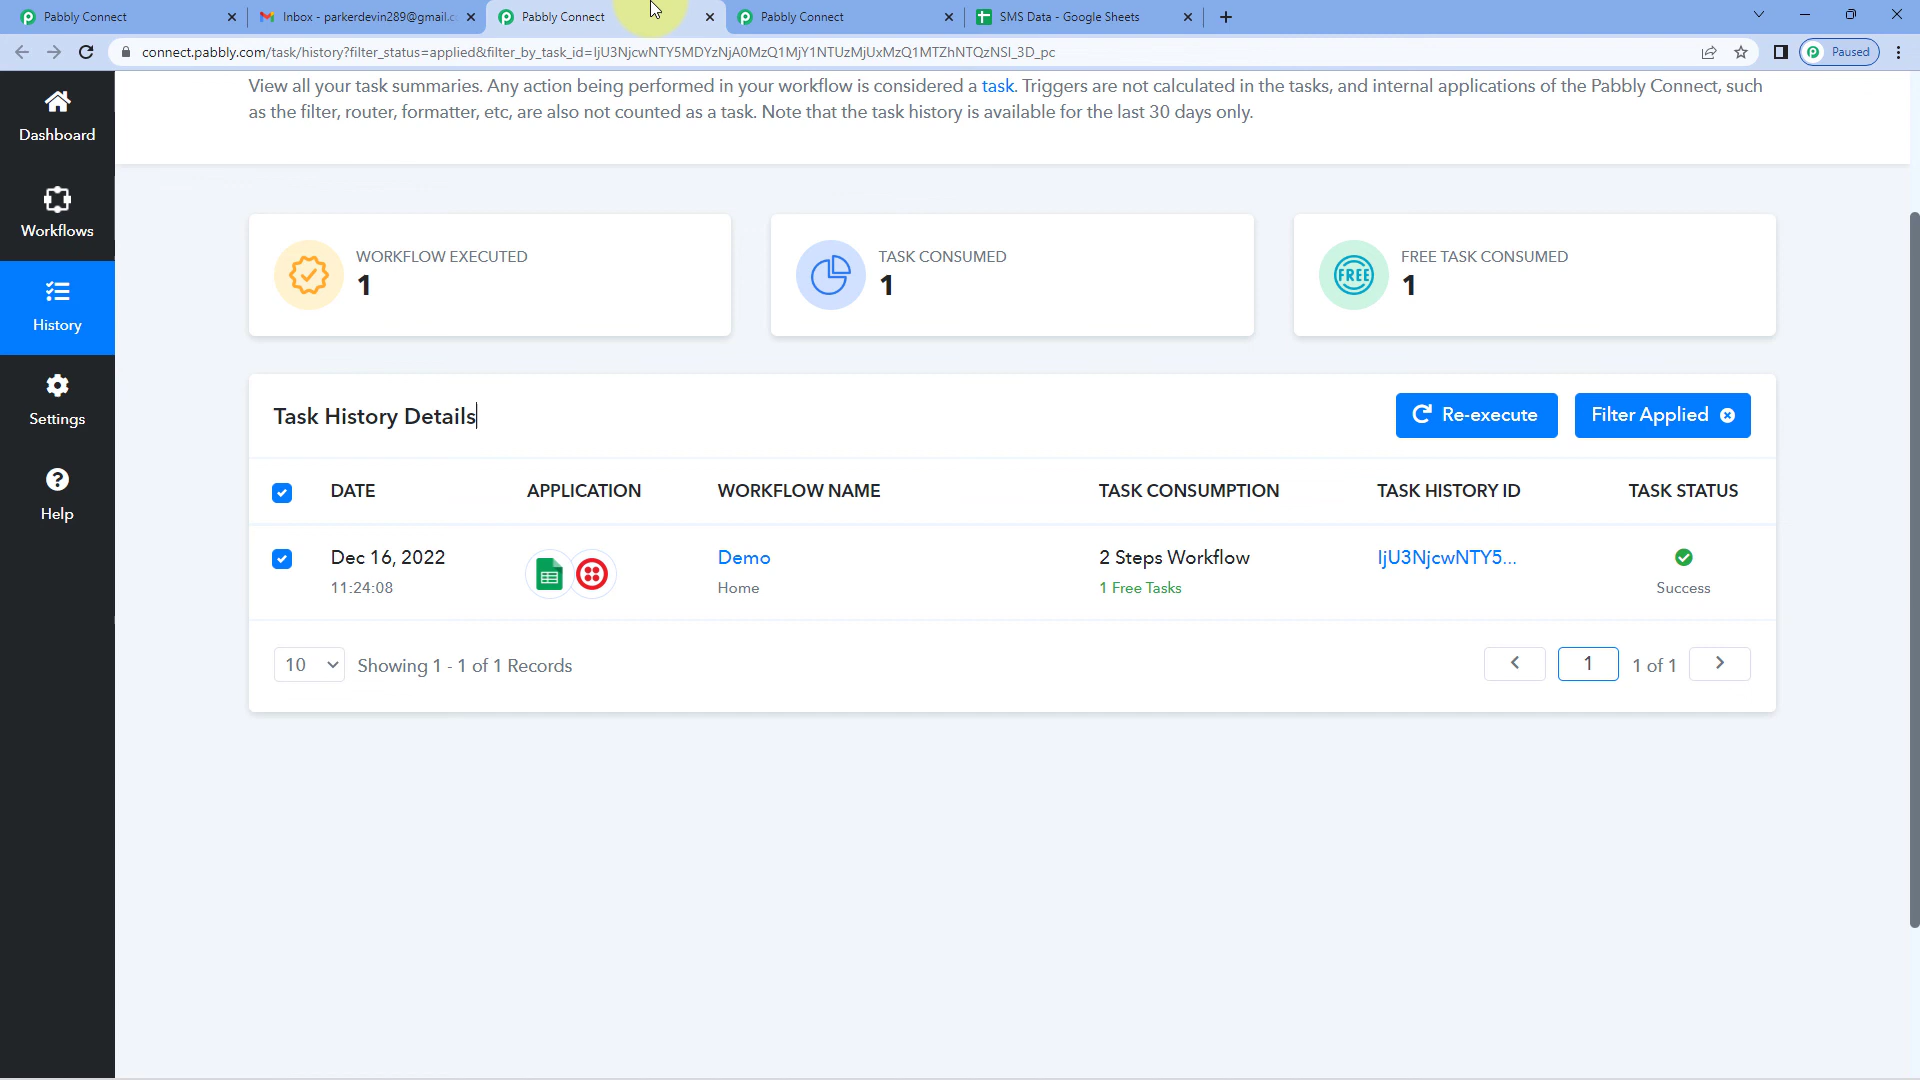 Pabbly Connect
Inbox - parkerdevin289@gmail.c
Pabbly Connect
Pabbly Connect
SMS Data - Google Sheets
connect.pabbly.com/task/history?filter_status=applied&filter_by_task_id=IjU3NjcwNTY5MDYzNjA0MzQ1MjY1NTUzMjUxMzQ1MTZhNTQzNSI_3D_pc
Paused
View all your task summaries. Any action being performed in your workflow is considered a task. Triggers are not calculated in the tasks, and internal applications of the Pabbly Connect, such
as the filter, router, formatter, etc, are also not counted as a task. Note that the task history is available for the last 30 days only.
Dashboard
Workflows
History
Settings
Help
WORKFLOW EXECUTED
1
TASK CONSUMED
1
FREE
FREE TASK CONSUMED
1
Task History Details
Re-execute
Filter Applied
DATE APPLICATION WORKFLOW NAME TASK CONSUMPTION TASK HISTORY ID TASK STATUS
Dec 16, 2022 Demo 2 Steps Workflow IjU3NjcwNTY5...
11:24:08 Home 1 Free Tasks Success
10 Showing 1 - 1 of 1 Records 1 1 of 1